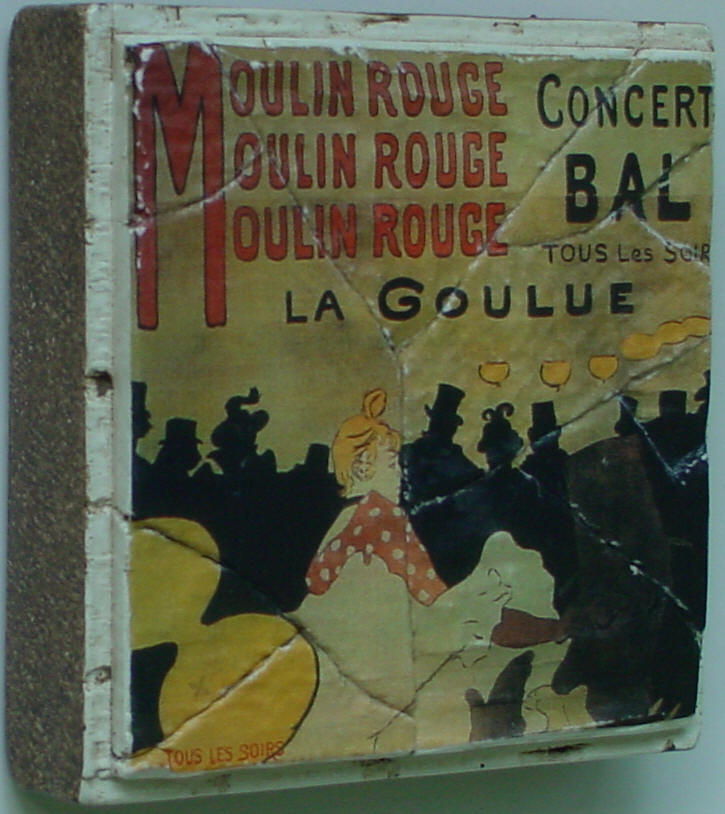 MOULIN ROUGE CONCERT
MOULIN ROUGE BAL
MOULIN ROUGE TOUS Les SOIR
LA GOULUE
TOUS LES SOIRS